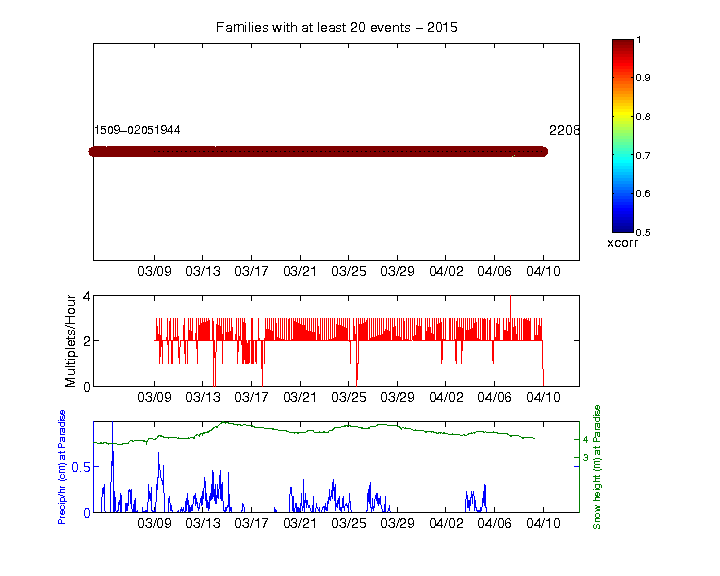 Families with at least 20 events – 2015
1509–02051944
2208
1
0.9
0.8
0.7
0.6
0.5
xcorr
03/09 03/13 03/17 03/21 03/25 03/29 04/02 04/06 04/10
Multiplets/Hour
4
2
0
03/09 03/13 03/17 03/21 03/25 03/29 04/02 04/06 04/10
Precip/hr (cm) at Paradise
0.5
0
4
3
Snow height (m) at Paradise
03/09 03/13 03/17 03/21 03/25 03/29 04/02 04/06 04/10